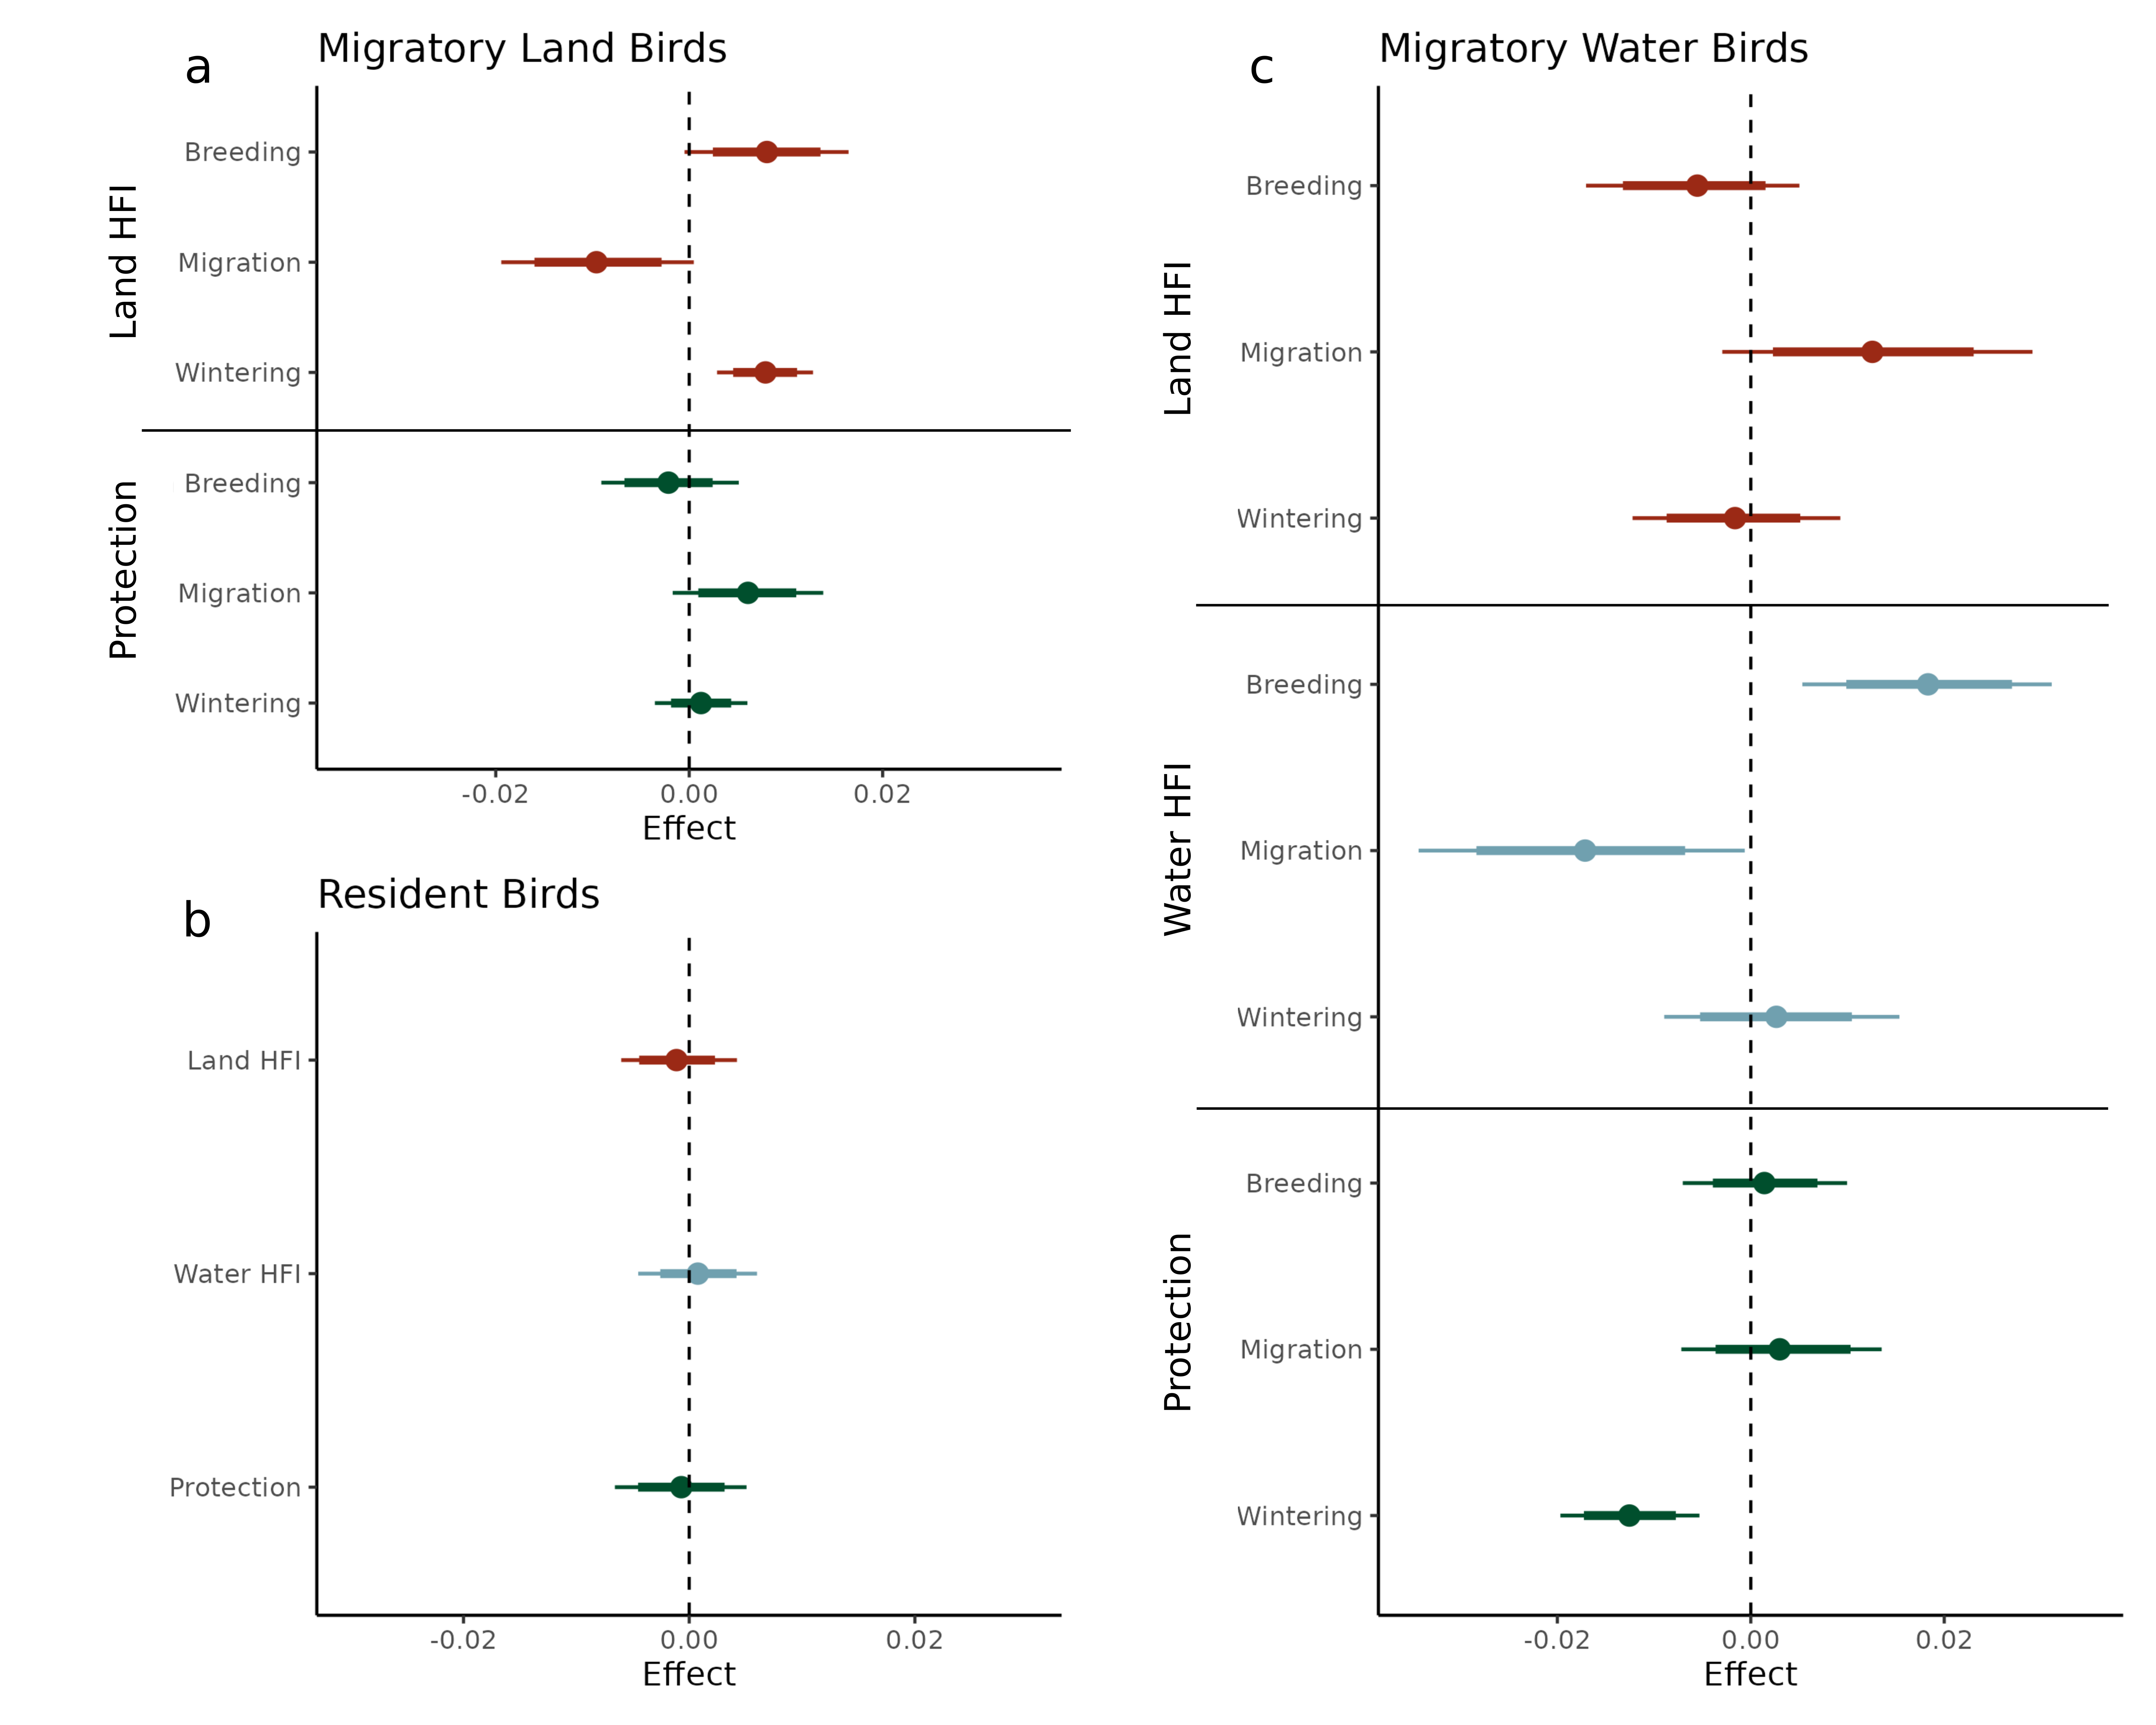 a
Migratory Land Birds
Land HFI
Breeding
Migration
Wintering
Protection
Breeding
Migration
Wintering
-0.02 0.00 0.02
Effect
b
Resident Birds
Land HFI
Water HFI
Protection
-0.02 0.00 0.02
Effect
c
Migratory Water Birds
Land HFI
Breeding
Migration
Wintering
Water HFI
Breeding
Migration
Wintering
Protection
Breeding
Migration
Wintering
-0.02 0.00 0.02
Effect